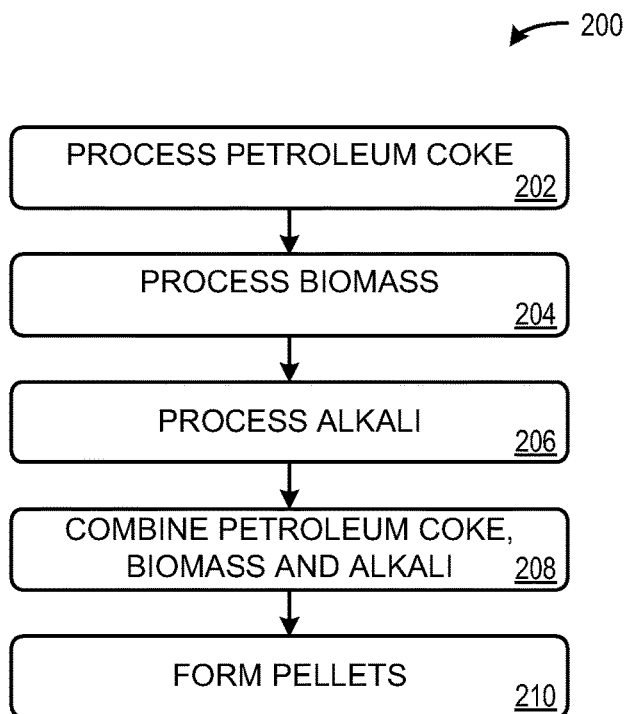 200
PROCESS PETROLEUM COKE
202
PROCESS BIOMASS
204
PROCESS ALKALI
206
COMBINE PETROLEUM COKE,
BIOMASS AND ALKALI 208
FORM PELLETS
210